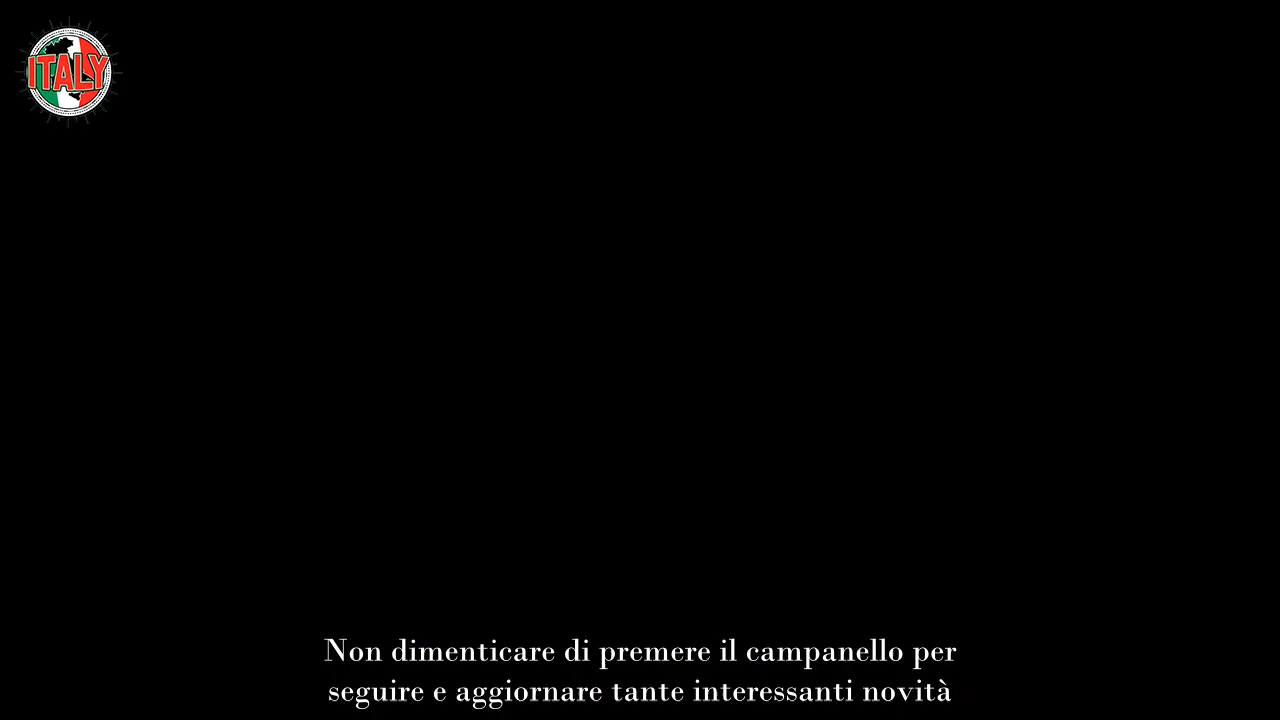 ITALY
Non dimenticare di premere il campanello per
seguire e aggiornare tante interessanti novità